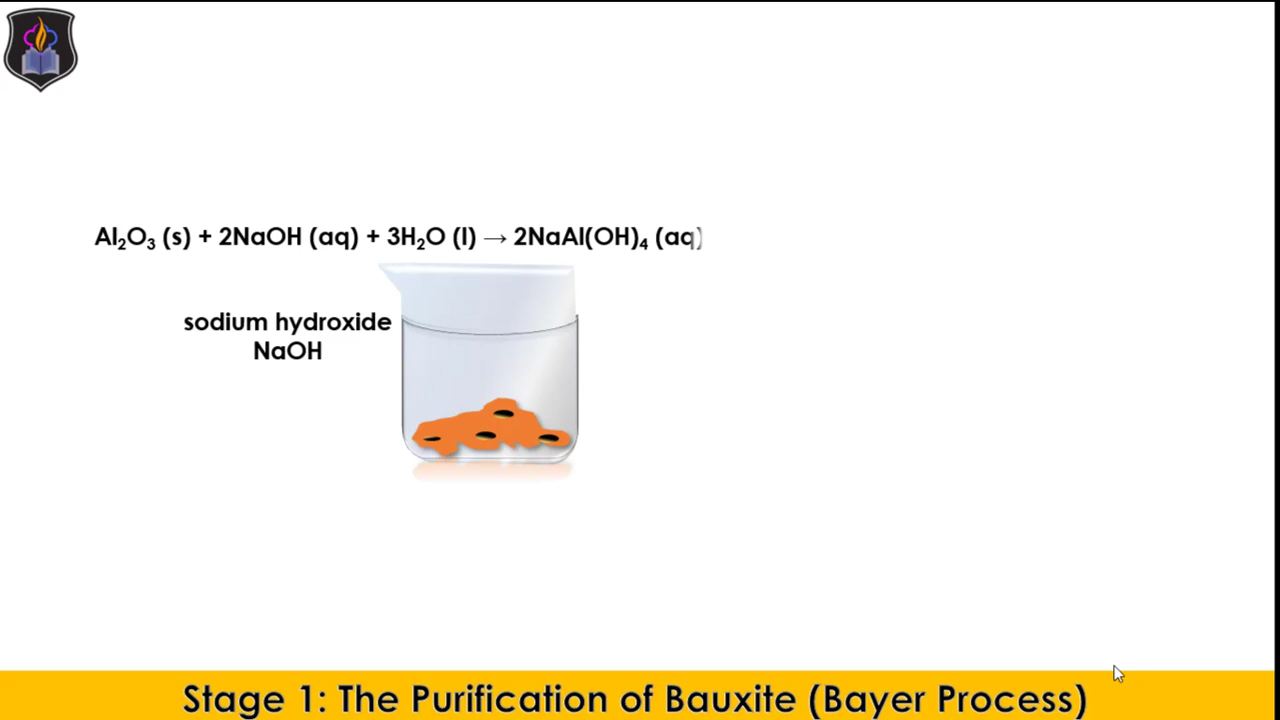 Al₂O₃ (s) + 2NaOH (aq) + 3H₂O (l) → 2NaAl(OH)₄ (aq)
sodium hydroxide
NaOH
Stage 1: The Purification of Bauxite (Bayer Process)